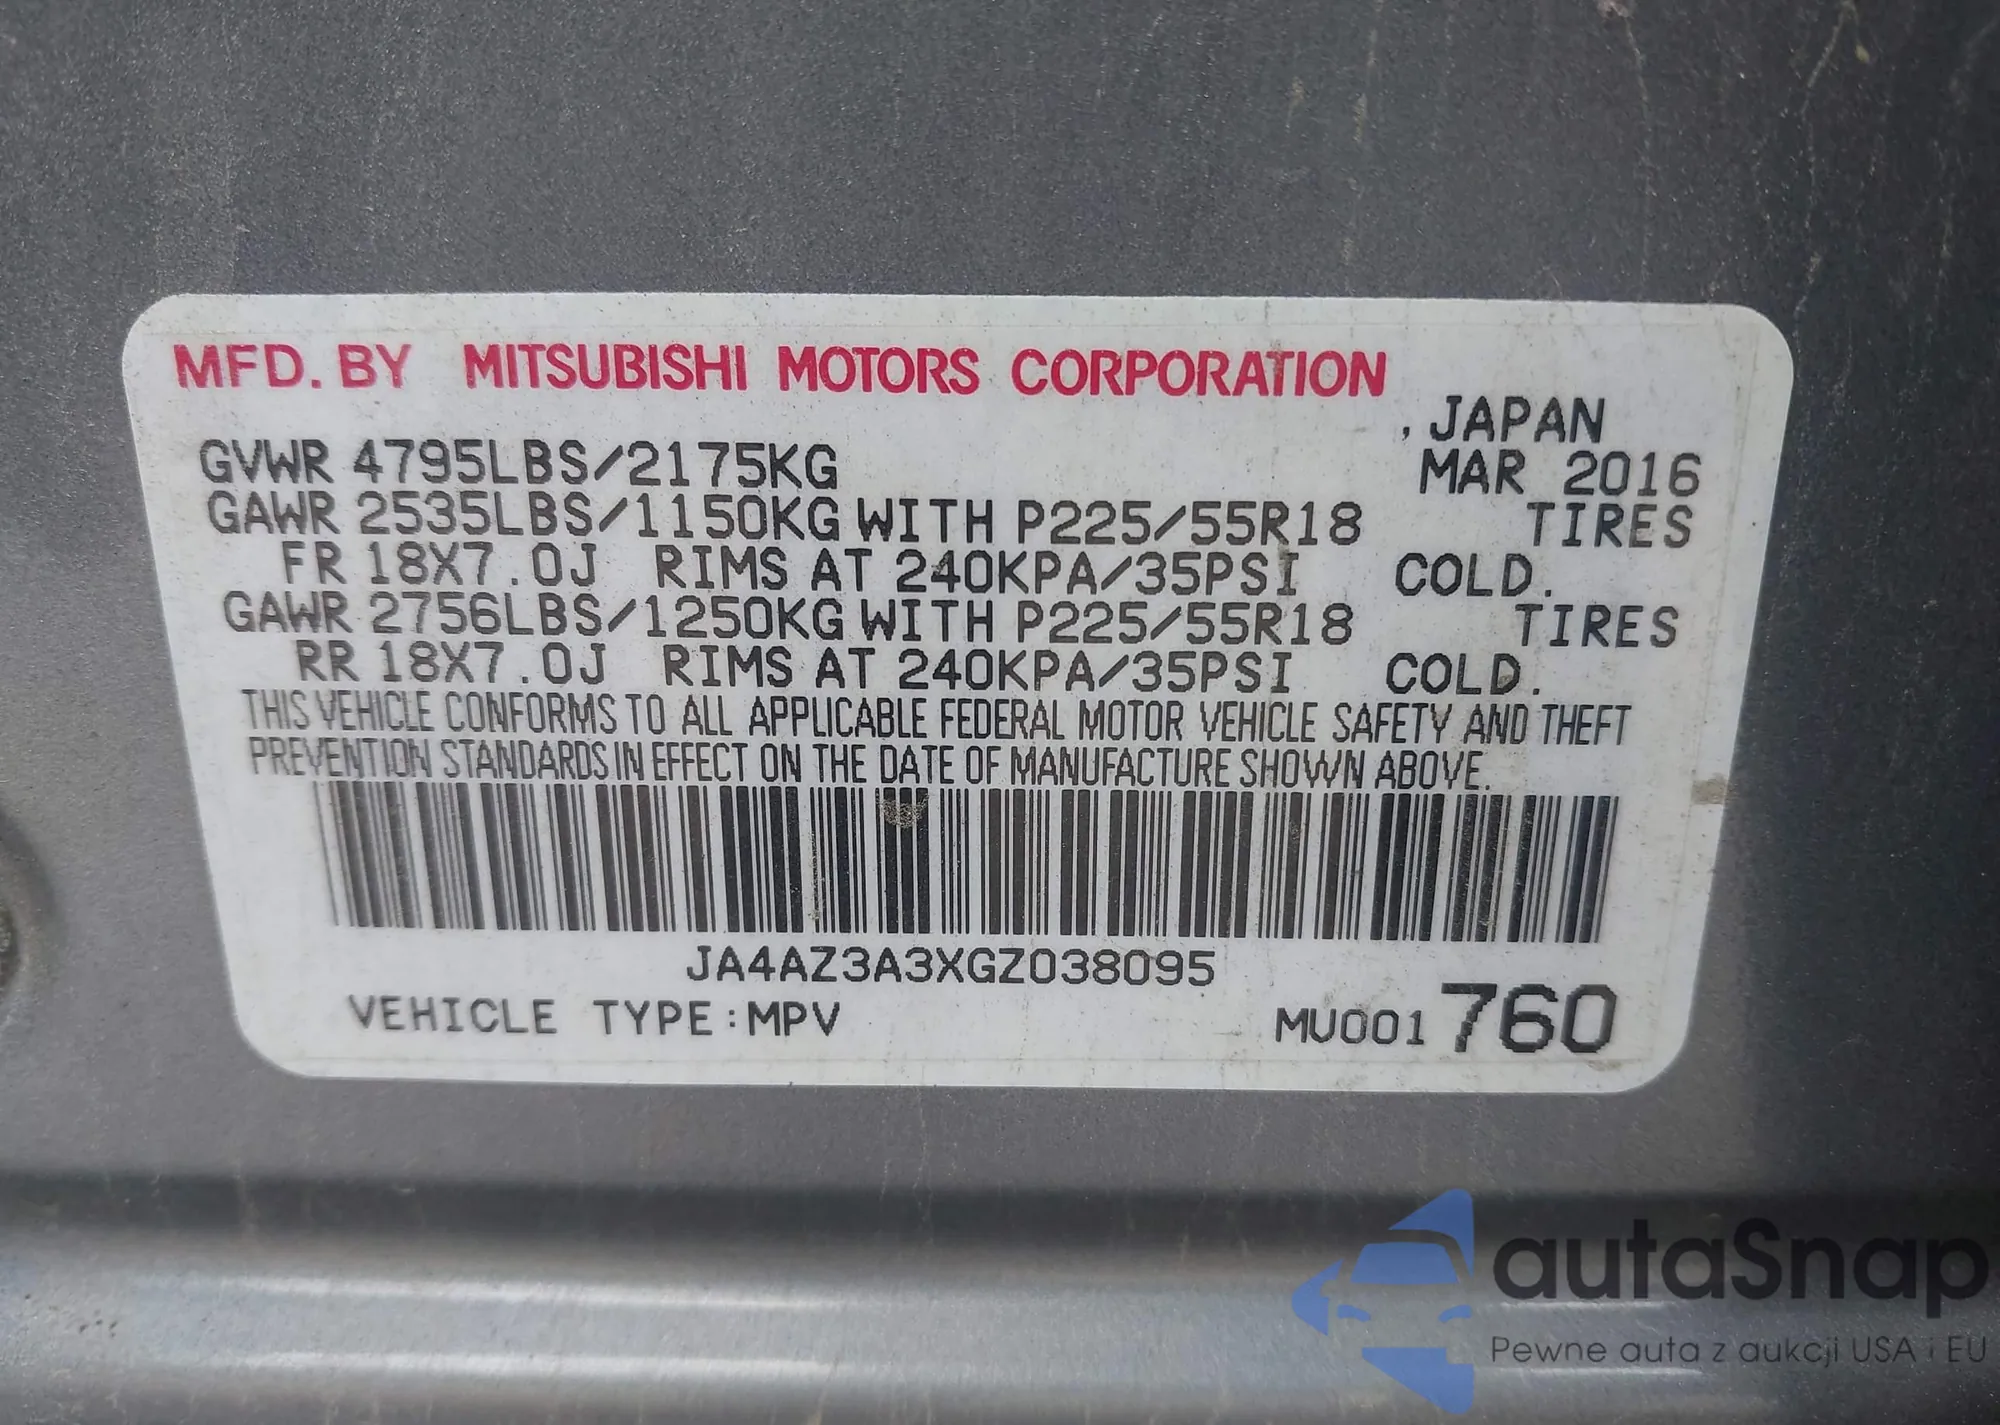 MFD. BY MITSUBISHI MOTORS CORPORATION
, JAPAN
GVWR 4795LBS/2175KG MAR 2016
GAWR 2535LBS/1150KG WITH P225/55R18 TIRES
FR 18X7.0J RIMS AT 240KPA/35PSI COLD.
GAWR 2756LBS/1250KG WITH P225/55R18 TIRES
RR 18X7.0J RIMS AT 240KPA/35PSI COLD.
THIS VEHICLE CONFORMS TO ALL APPLICABLE FEDERAL MOTOR VEHICLE SAFETY AND THEFT
PREVENTION STANDARDS IN EFFECT ON THE DATE OF MANUFACTURE SHOWN ABOVE.
JA4AZ3A3XGZ038095
VEHICLE TYPE:MPV MU001760
autaSnap
Pewne auta z aukcji USA i EU